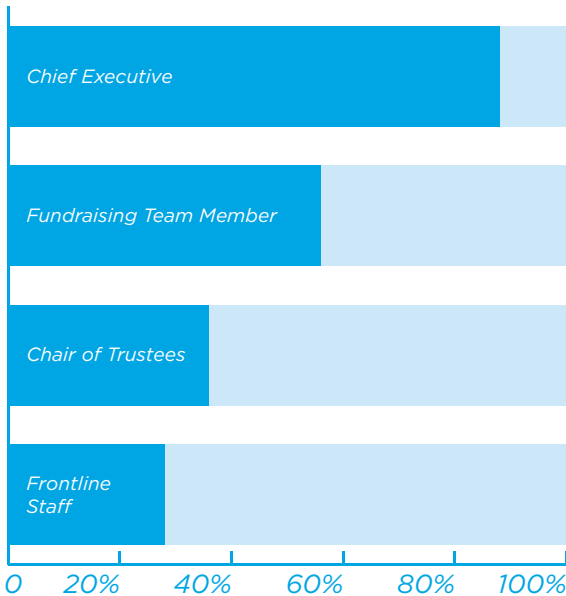 Chief Executive
Fundraising Team Member
Chair of Trustees
Frontline
Staff
0 20% 40% 60% 80% 100%